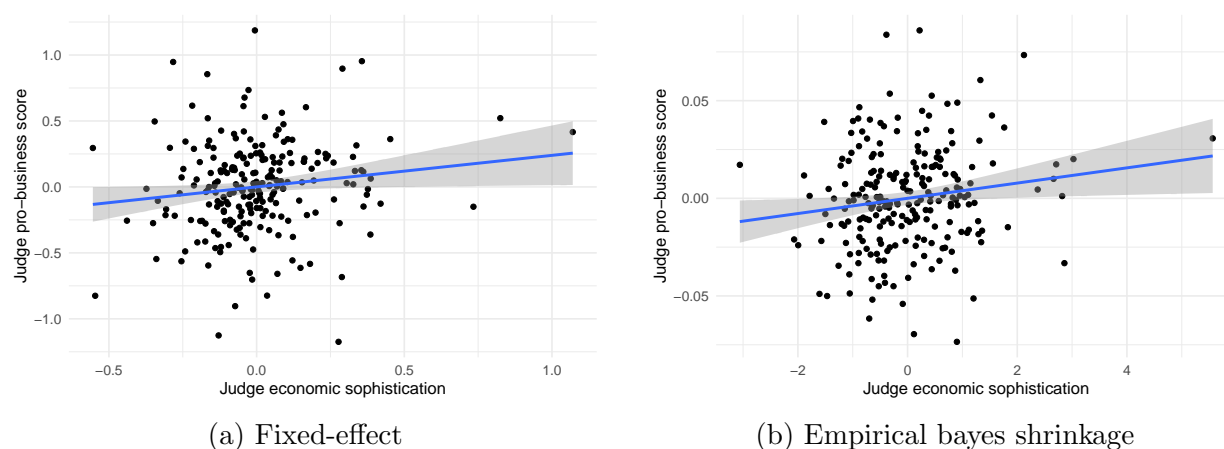 1.0
0.5
0.0
−0.5
−1.0
Judge pro−business score
−0.5 0.0 0.5 1.0
Judge economic sophistication
(a) Fixed-effect
0.05
0.00
−0.05
Judge pro−business score
−2 0 2 4
Judge economic sophistication
(b) Empirical bayes shrinkage